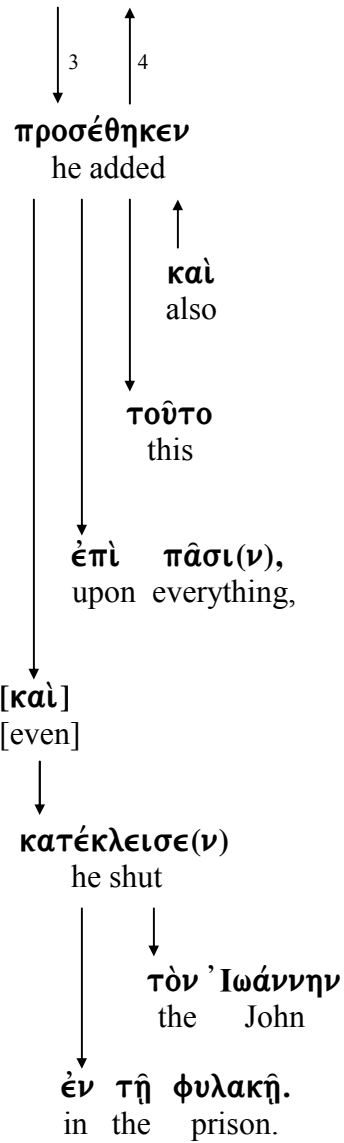 3 4
προσέθηκεν
he added
καὶ
also
τοῦτο
this
ἐπὶ πᾶσι(ν),
upon everything,
[καὶ]
[even]
κατέκλεισε(ν)
he shut
τὸν Ἰωάννην
the John
ἐν τῇ φυλακῇ.
in the prison.